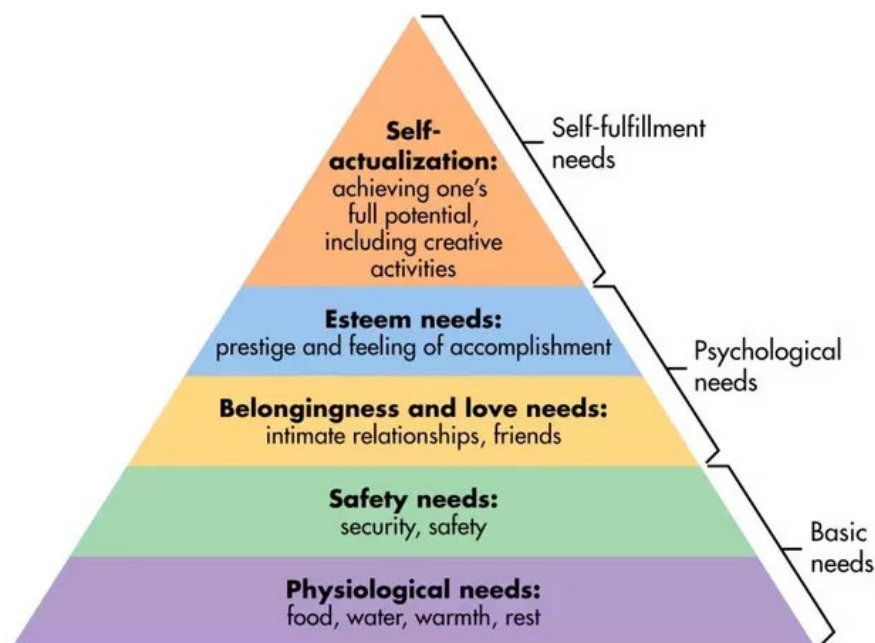 Self-
actualization:
achieving one's
full potential,
including creative
activities
Self-fulfillment
needs
Esteem needs:
prestige and feeling of accomplishment
Psychological
needs
Belongingness and love needs:
intimate relationships, friends
Safety needs:
security, safety
Basic
needs
Physiological needs:
food, water, warmth, rest